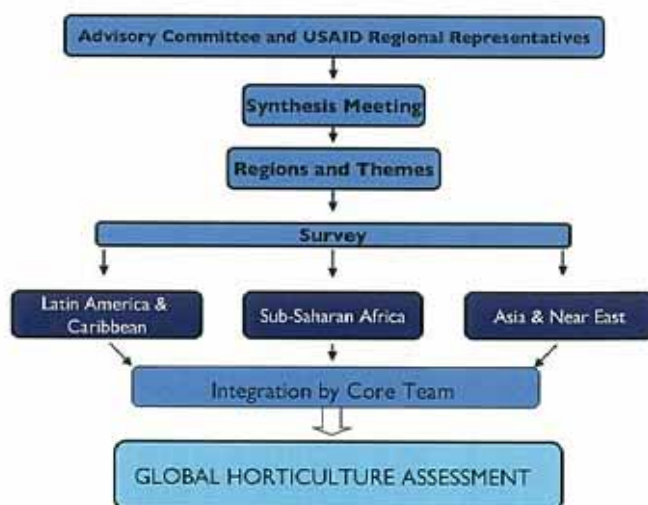 Advisory Committee and USAID Regional Representatives
Synthesis Meeting
Regions and Themes
Survey
Latin America &
Caribbean
Sub-Saharan Africa
Asia & Near East
Integration by Core Team
GLOBAL HORTICULTURE ASSESSMENT